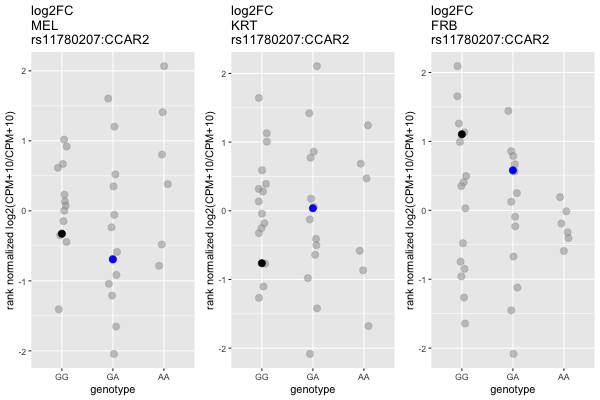 log2FC
MEL
rs11780207:CCAR2
rank normalized log2(CPM+10/CPM+10)
2
1
0
-1
-2
GG
GA
AA
genotype
log2FC
KRT
rs11780207:CCAR2
rank normalized log2(CPM+10/CPM+10)
2
1
0
-1
-2
GG
GA
AA
genotype
log2FC
FRB
rs11780207:CCAR2
rank normalized log2(CPM+10/CPM+10)
2
1
0
-1
-2
GG
GA
AA
genotype